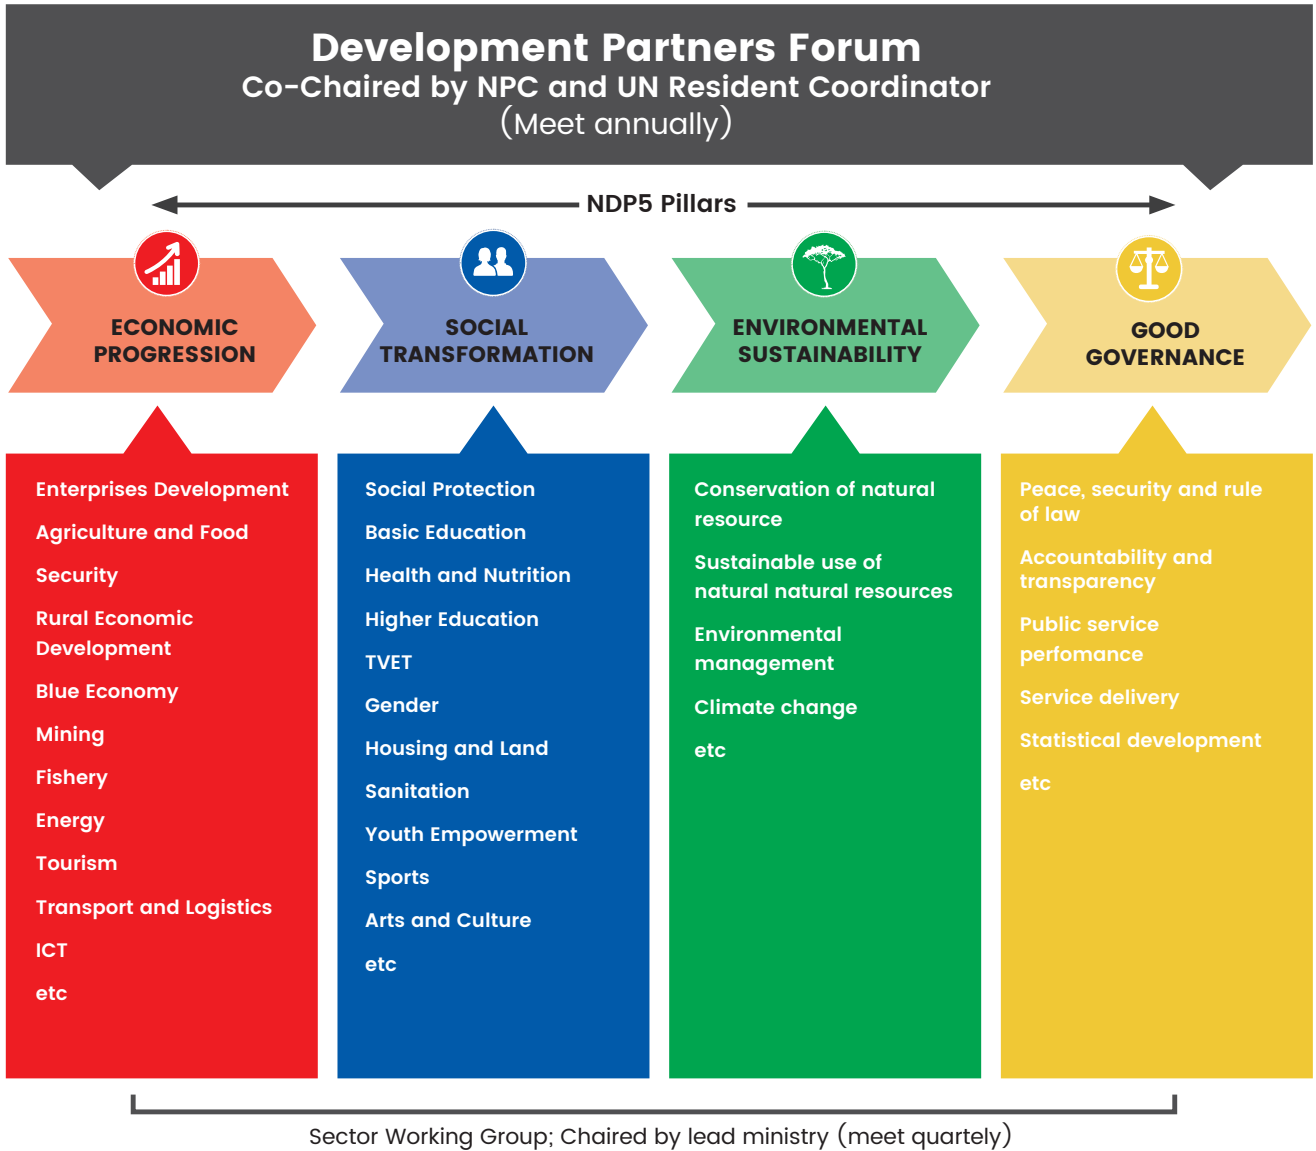 Development Partners Forum
Co-Chaired by NPC and UN Resident Coordinator
(Meet annually)
NDP5 Pillars
ECONOMIC
PROGRESSION
SOCIAL
TRANSFORMATION
ENVIRONMENTAL
SUSTAINABILITY
GOOD
GOVERNANCE
Enterprises Development
Agriculture and Food
Security
Rural Economic
Development
Blue Economy
Mining
Fishery
Energy
Tourism
Transport and Logistics
ICT
etc
Social Protection
Basic Education
Health and Nutrition
Higher Education
TVET
Gender
Housing and Land
Sanitation
Youth Empowerment
Sports
Arts and Culture
etc
Conservation of natural
resource
Sustainable use of
natural natural resources
Environmental
management
Climate change
etc
Peace, security and rule
of law
Accountability and
transparency
Public service
perfomance
Service delivery
Statistical development
etc
Sector Working Group; Chaired by lead ministry (meet quartely)